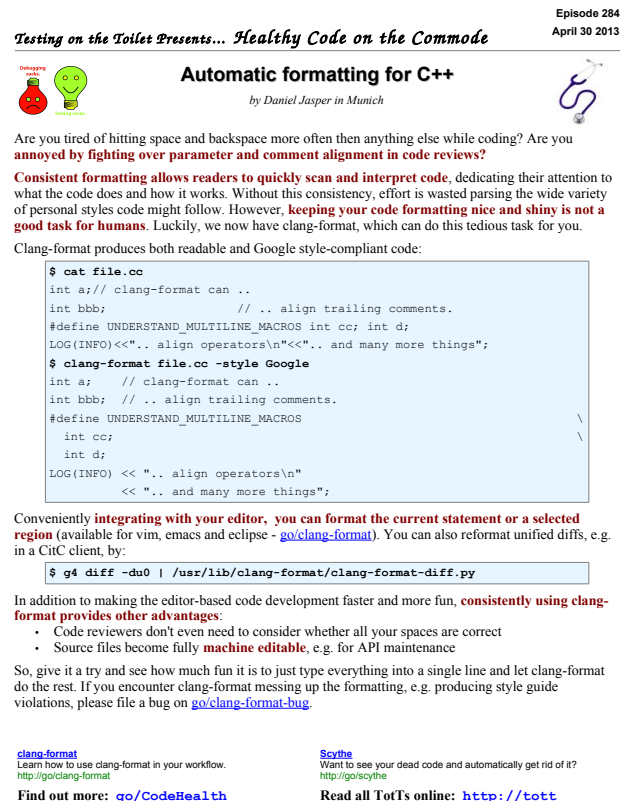 Episode 284
Testing on the Toilet Presents... Healthy Code on the Commode
April 30 2013
Debugging
sucks.
Testing rocks.
Automatic formatting for C++
by Daniel Jasper in Munich
Are you tired of hitting space and backspace more often then anything else while coding? Are you
annoyed by fighting over parameter and comment alignment in code reviews?
Consistent formatting allows readers to quickly scan and interpret code, dedicating their attention to
what the code does and how it works. Without this consistency, effort is wasted parsing the wide variety
of personal styles code might follow. However, keeping your code formatting nice and shiny is not a
good task for humans. Luckily, we now have clang-format, which can do this tedious task for you.
Clang-format produces both readable and Google style-compliant code:
$ cat file.cc
int a;// clang-format can ..
int bbb;                 // .. align trailing comments.
#define UNDERSTAND_MULTILINE_MACROS int cc; int d;
LOG(INFO)<<".. align operators\n"<<".. and many more things";
$ clang-format file.cc -style Google
int a;    // clang-format can ..
int bbb;  // .. align trailing comments.
#define UNDERSTAND_MULTILINE_MACROS                                     \
  int cc;                                                               \
  int d;
LOG(INFO) << ".. align operators\n"
          << ".. and many more things";
Conveniently integrating with your editor,  you can format the current statement or a selected
region (available for vim, emacs and eclipse - go/clang-format). You can also reformat unified diffs, e.g.
in a CitC client, by:
$ g4 diff -du0 | /usr/lib/clang-format/clang-format-diff.py
In addition to making the editor-based code development faster and more fun, consistently using clang-
format provides other advantages:
• Code reviewers don't even need to consider whether all your spaces are correct
• Source files become fully machine editable, e.g. for API maintenance
So, give it a try and see how much fun it is to just type everything into a single line and let clang-format
do the rest. If you encounter clang-format messing up the formatting, e.g. producing style guide
violations, please file a bug on go/clang-format-bug.
clang-format
Learn how to use clang-format in your workflow.
http://go/clang-format
Scythe
Want to see your dead code and automatically get rid of it?
http://go/scythe
Find out more: go/CodeHealth
Read all TotTs online: http://tott